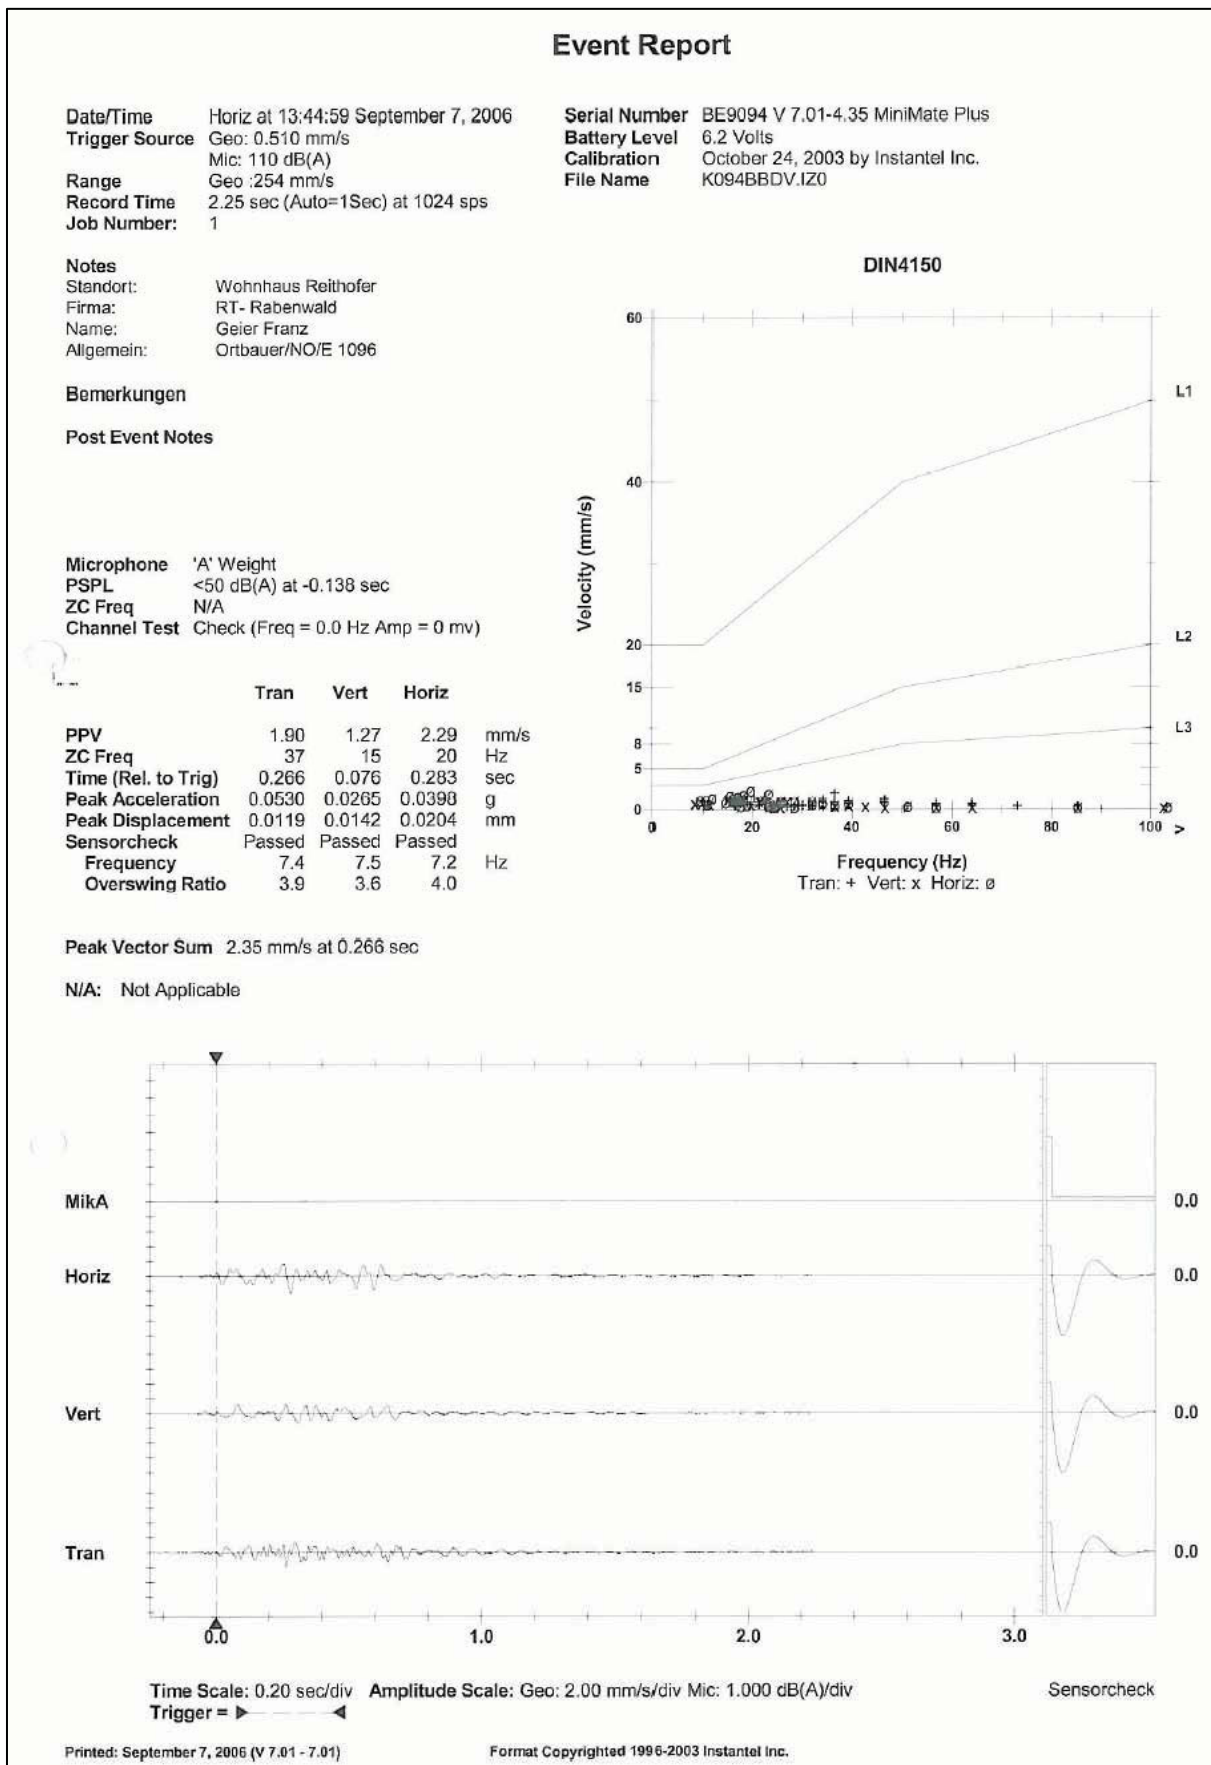 Event Report
Date/Time Horiz at 13:44:59 September 7, 2006
Trigger Source Geo: 0.510 mm/s
Mic: 110 dB(A)
Range Geo :254 mm/s
Record Time 2.25 sec (Auto=1Sec) at 1024 sps
Job Number: 1
Serial Number BE9094 V 7.01-4.35 MiniMate Plus
Battery Level 6.2 Volts
Calibration October 24, 2003 by Instantel Inc.
File Name K094BBDV.IZ0
Notes
Standort: Wohnhaus Reithofer
Firma: RT- Rabenwald
Name: Geier Franz
Allgemein: Ortbauer/NO/E 1096
Bemerkungen
Post Event Notes
Microphone 'A' Weight
PSPL <50 dB(A) at -0.138 sec
ZC Freq N/A
Channel Test Check (Freq = 0.0 Hz Amp = 0 mv)
Tran Vert Horiz
PPV 1.90 1.27 2.29 mm/s
ZC Freq 37 15 20 Hz
Time (Rel. to Trig) 0.266 0.076 0.283 sec
Peak Acceleration 0.0530 0.0265 0.0398 g
Peak Displacement 0.0119 0.0142 0.0204 mm
Sensorcheck Passed Passed Passed
Frequency 7.4 7.5 7.2 Hz
Overswing Ratio 3.9 3.6 4.0
Peak Vector Sum 2.35 mm/s at 0.266 sec
N/A: Not Applicable
DIN4150
60
L1
40
Velocity (mm/s)
20
L2
15
L3
8
5
0
0 20 40 60 80 100 >
Frequency (Hz)
Tran: + Vert: x Horiz: ø
MikA 0.0
Horiz 0.0
Vert 0.0
Tran 0.0
0.0 1.0 2.0 3.0
Time Scale: 0.20 sec/div Amplitude Scale: Geo: 2.00 mm/s/div Mic: 1.000 dB(A)/div
Sensorcheck
Trigger =
Printed: September 7, 2006 (V 7.01 - 7.01)
Format Copyrighted 1996-2003 Instantel Inc.